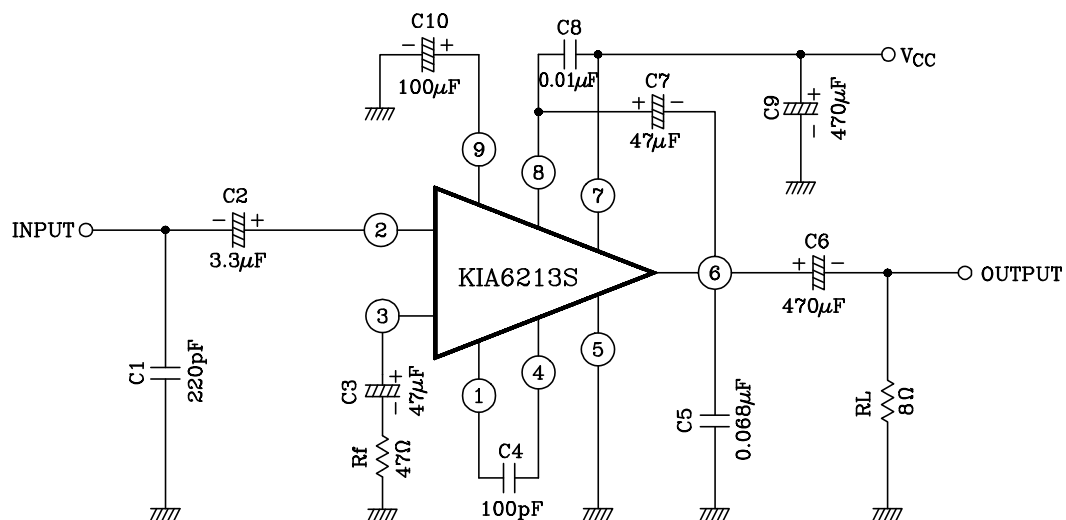 C10
− +
100µF
C8
0.01µF
VCC
C7
+ −
47µF
C9
+
−
470µF
9
8
7
INPUT
C2
− +
3.3µF
2
KIA6213S
6
C6
+ −
470µF
OUTPUT
3
C1
220pF
C3
+
−
47µF
1
4
5
Rf
47Ω
C4
100pF
C5
0.068µF
RL
8Ω